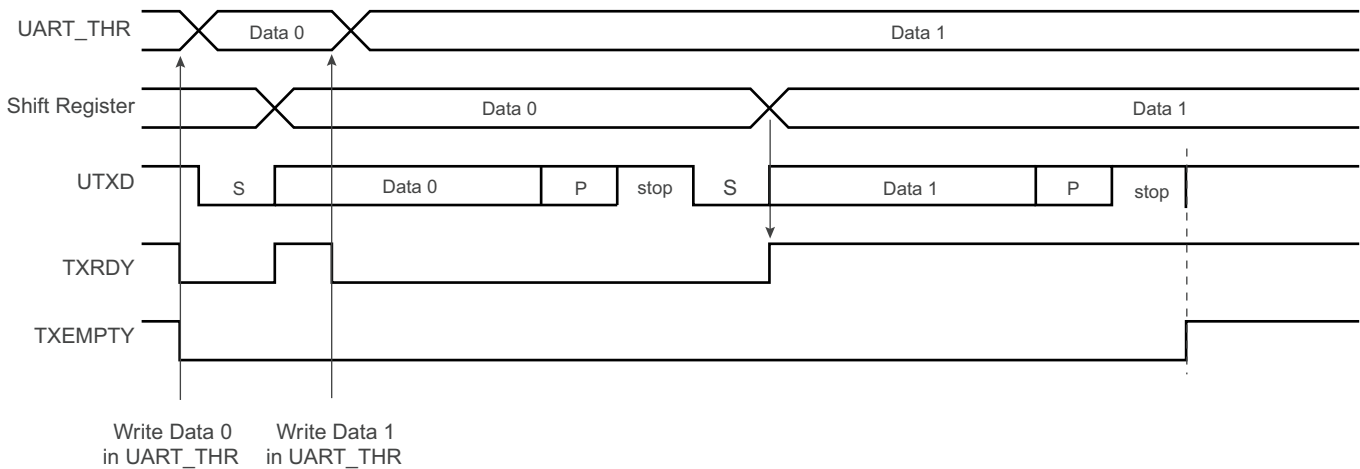 UART_THR
Data 0
Data 1
Shift Register
Data 0
Data 1
UTXD
S
Data 0
P
stop
S
Data 1
P
stop
TXRDY
TXEMPTY
Write Data 0
in UART_THR
Write Data 1
in UART_THR